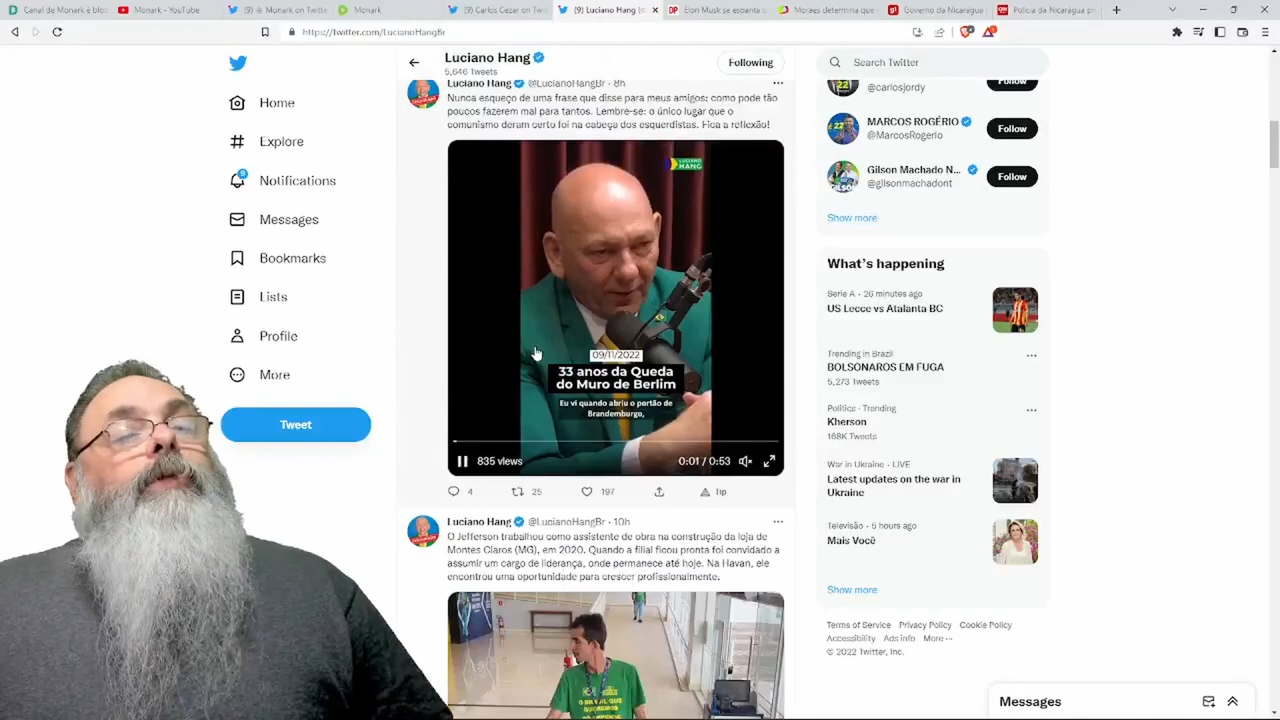 Canal de Monark é bloq
Monark - YouTube
Monark on Twitte
Monark
Carlos Cezar on Twi
Luciano Hang (
Elon Musk se espanta c
Moraes determina que
Governo da Nicarágua
Polícia da Nicarágua pr
https://twitter.com/LucianoHangBr
Luciano Hang
5,646 Tweets
Following
Search Twitter
Home
Explore
9
Notifications
Messages
Bookmarks
Lists
Profile
More
Tweet
Luciano Hang @LucianoHangBr · 8h
Nunca esqueço de uma frase que disse para meus amigos: como pode tão
poucos fazerem mal para tantos. Lembre-se: o único lugar que o
comunismo deram certo foi na cabeça dos esquerdistas. Fica a reflexão!
LUCIANO
HANG
09/11/2022
33 anos da Queda
do Muro de Berlim
Eu vi quando abriu o portão de
Brandemburgo,
835 views
0:01 / 0:53
4
25
197
Tip
Luciano Hang @LucianoHangBr · 10h
O Jefferson trabalhou como assistente de obra na construção da loja de
Montes Claros (MG), em 2020. Quando a filial ficou pronta foi convidado a
assumir um cargo de liderança, onde permanece até hoje. Na Havan, ele
encontrou uma oportunidade para crescer profissionalmente.
O BRASIL QUE
QUEREMOS
22
@carlosjordy
Follow
MARCOS ROGÉRIO
@MarcosRogerio
Follow
Gilson Machado N...
@gilsonmachadont
Follow
Show more
What's happening
Serie A · 26 minutes ago
US Lecce vs Atalanta BC
Trending in Brazil
BOLSONAROS EM FUGA
5,273 Tweets
Politics · Trending
Kherson
168K Tweets
War in Ukraine · LIVE
Latest updates on the war in
Ukraine
Televisão · 5 hours ago
Mais Você
Show more
Terms of Service Privacy Policy Cookie Policy
Accessibility Ads info More ···
© 2022 Twitter, Inc.
Messages